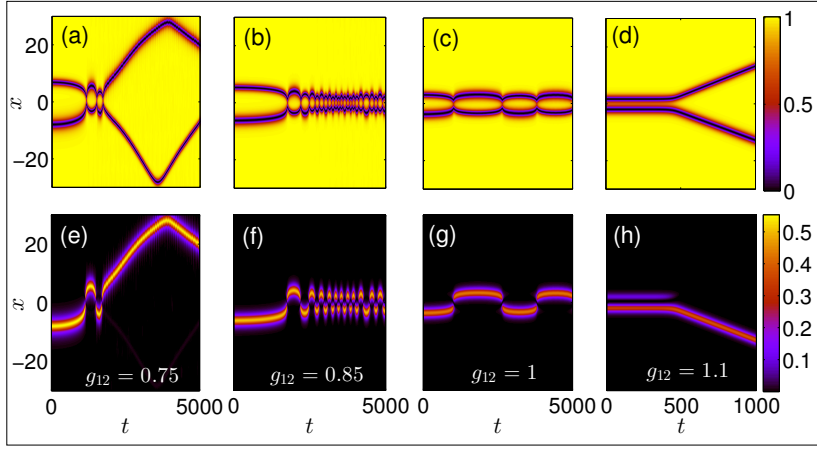 (a) (b) (c) (d)
20
0
−20
x
1
0.5
0
(e) (f) (g) (h)
20
0
−20
x
0.5
0.4
0.3
0.2
0.1
g₁₂ = 0.75 g₁₂ = 0.85 g₁₂ = 1 g₁₂ = 1.1
0 5000 0 5000 0 5000 0 500 1000
t t t t